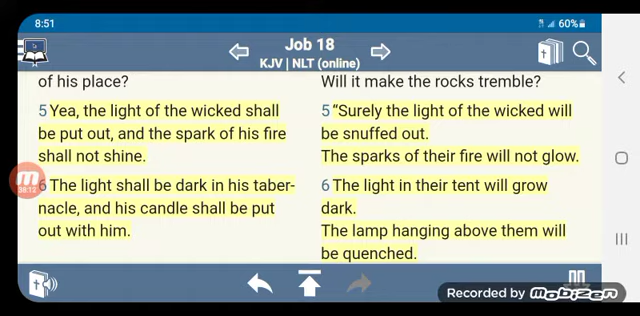 8:51
60%
Job 18
KJV | NLT (online)
of his place?
5 Yea, the light of the wicked shall
be put out, and the spark of his fire
shall not shine.
6 The light shall be dark in his taber-
nacle, and his candle shall be put
out with him.
Will it make the rocks tremble?
5 “Surely the light of the wicked will
be snuffed out.
The sparks of their fire will not glow.
6 The light in their tent will grow
dark.
The lamp hanging above them will
be quenched.
38:12
Recorded by Mobizen